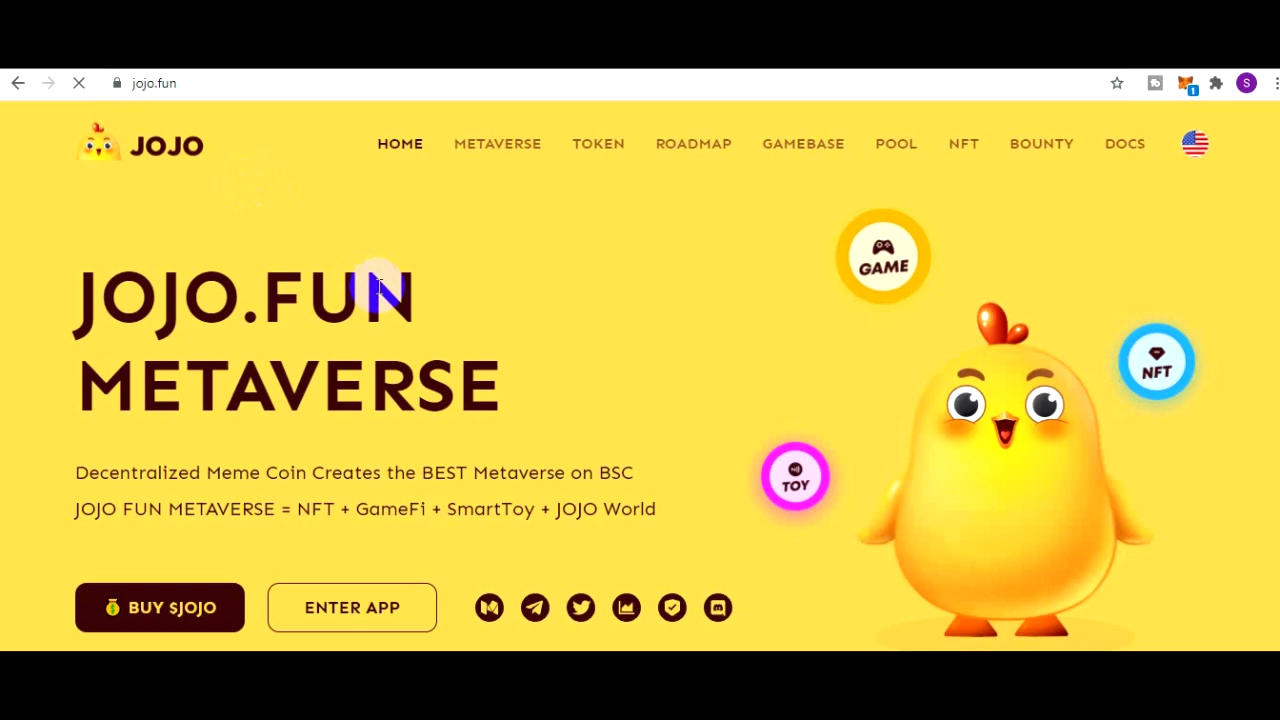 jojo.fun
1
S
JOJO
HOME METAVERSE TOKEN ROADMAP GAMEBASE POOL NFT BOUNTY DOCS
GAME
JOJO.FUN
METAVERSE
NFT
TOY
Decentralized Meme Coin Creates the BEST Metaverse on BSC
JOJO FUN METAVERSE = NFT + GameFi + SmartToy + JOJO World
BUY $JOJO
ENTER APP